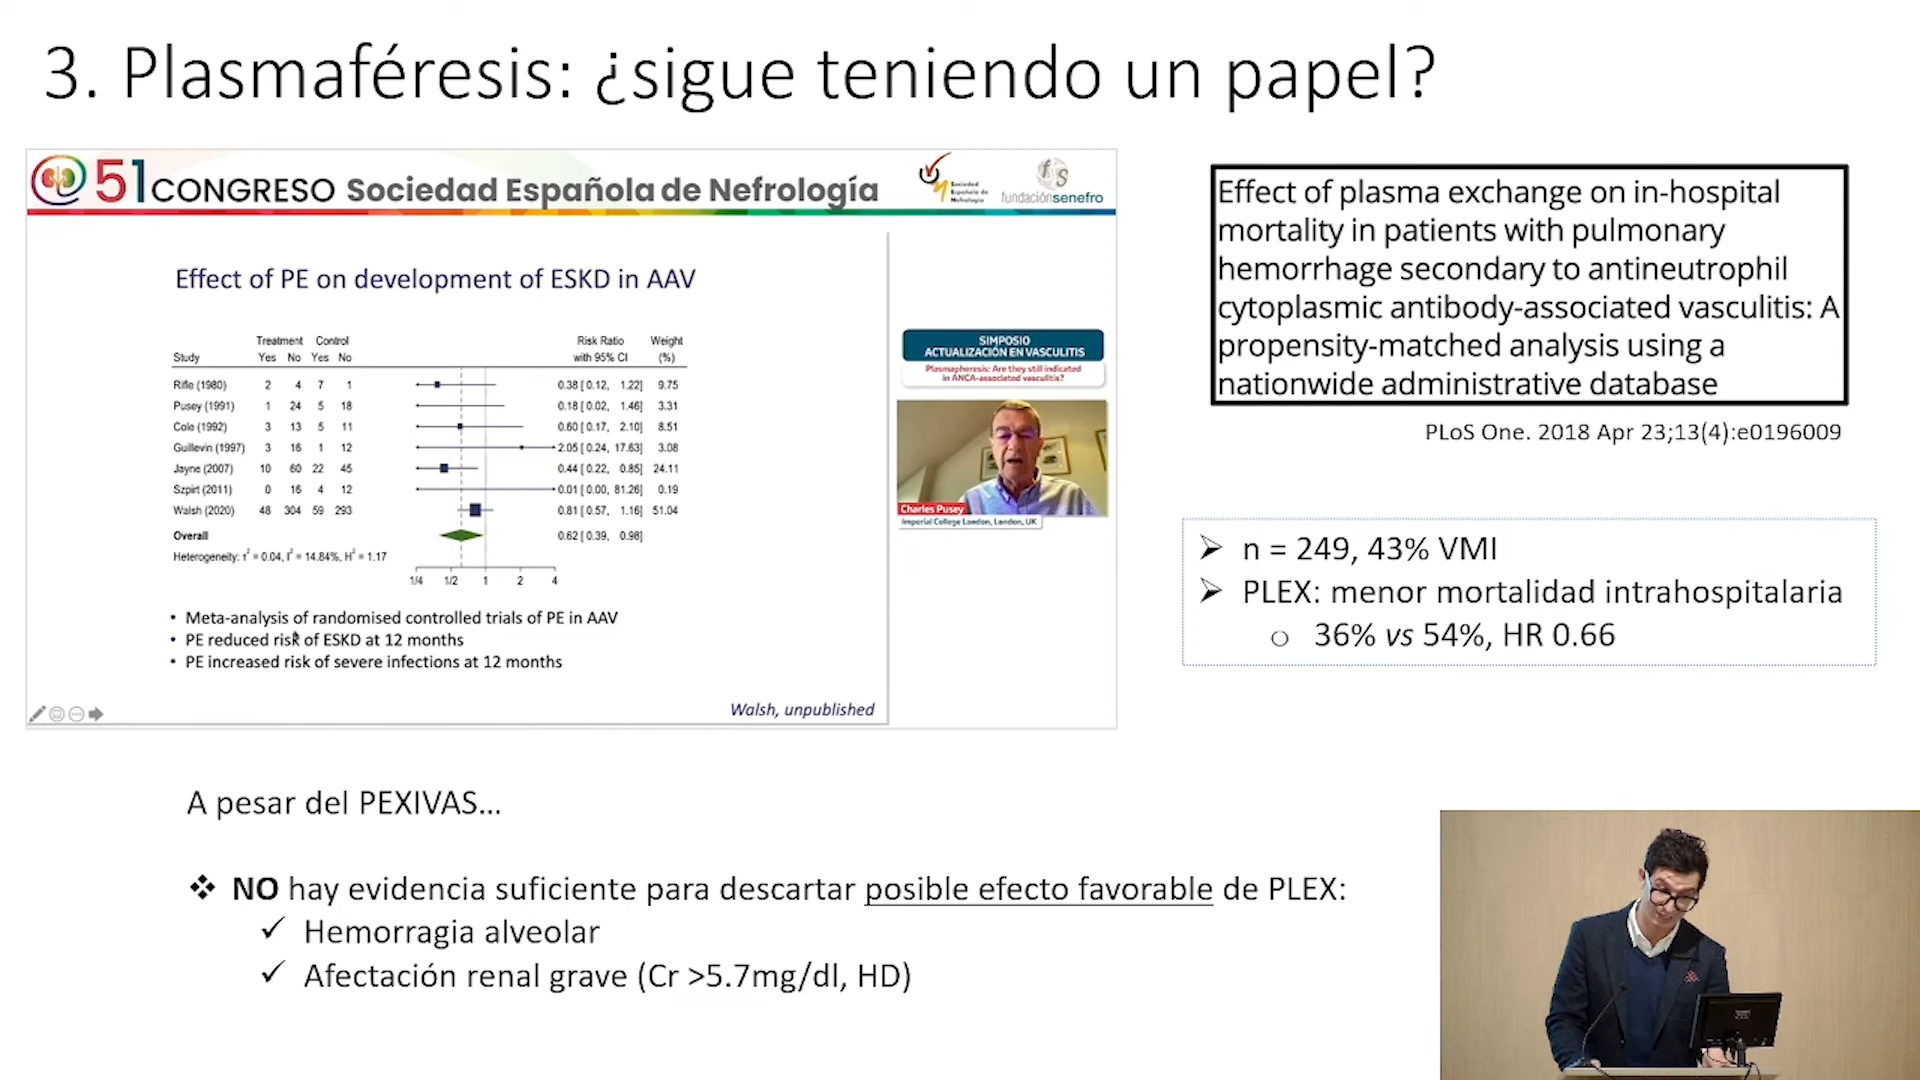 3. Plasmaféresis: ¿sigue teniendo un papel?
51 CONGRESO Sociedad Española de Nefrología
Sociedad
Española de
Nefrología
fundación senefro
Effect of PE on development of ESKD in AAV
Treatment Control Risk Ratio Weight
Study Yes No Yes No with 95% CI (%)
Rifle (1980) 2 4 7 1 0.38 [ 0.12, 1.22] 9.75
Pusey (1991) 1 24 5 18 0.18 [ 0.02, 1.46] 3.31
Cole (1992) 3 13 5 11 0.60 [ 0.17, 2.10] 8.51
Guillevin (1997) 3 16 1 12 2.05 [ 0.24, 17.63] 3.08
Jayne (2007) 10 60 22 45 0.44 [ 0.22, 0.85] 24.11
Szpirt (2011) 0 16 4 12 0.01 [ 0.00, 81.26] 0.19
Walsh (2020) 48 304 59 293 0.81 [ 0.57, 1.16] 51.04
Overall 0.62 [ 0.39, 0.98]
Heterogeneity: τ² = 0.04, I² = 14.84%, H² = 1.17
1/4 1/2 1 2 4
• Meta-analysis of randomised controlled trials of PE in AAV
• PE reduced risk of ESKD at 12 months
• PE increased risk of severe infections at 12 months
Walsh, unpublished
SIMPOSIO
ACTUALIZACIÓN EN VASCULITIS
Plasmapheresis: Are they still indicated
in ANCA-associated vasculitis?
Charles Pusey
Imperial College London, London, UK
Effect of plasma exchange on in-hospital
mortality in patients with pulmonary
hemorrhage secondary to antineutrophil
cytoplasmic antibody-associated vasculitis: A
propensity-matched analysis using a
nationwide administrative database
PLoS One. 2018 Apr 23;13(4):e0196009
➢ n = 249, 43% VMI
➢ PLEX: menor mortalidad intrahospitalaria
○ 36% vs 54%, HR 0.66
A pesar del PEXIVAS...
❖ NO hay evidencia suficiente para descartar posible efecto favorable de PLEX:
✓ Hemorragia alveolar
✓ Afectación renal grave (Cr >5.7mg/dl, HD)